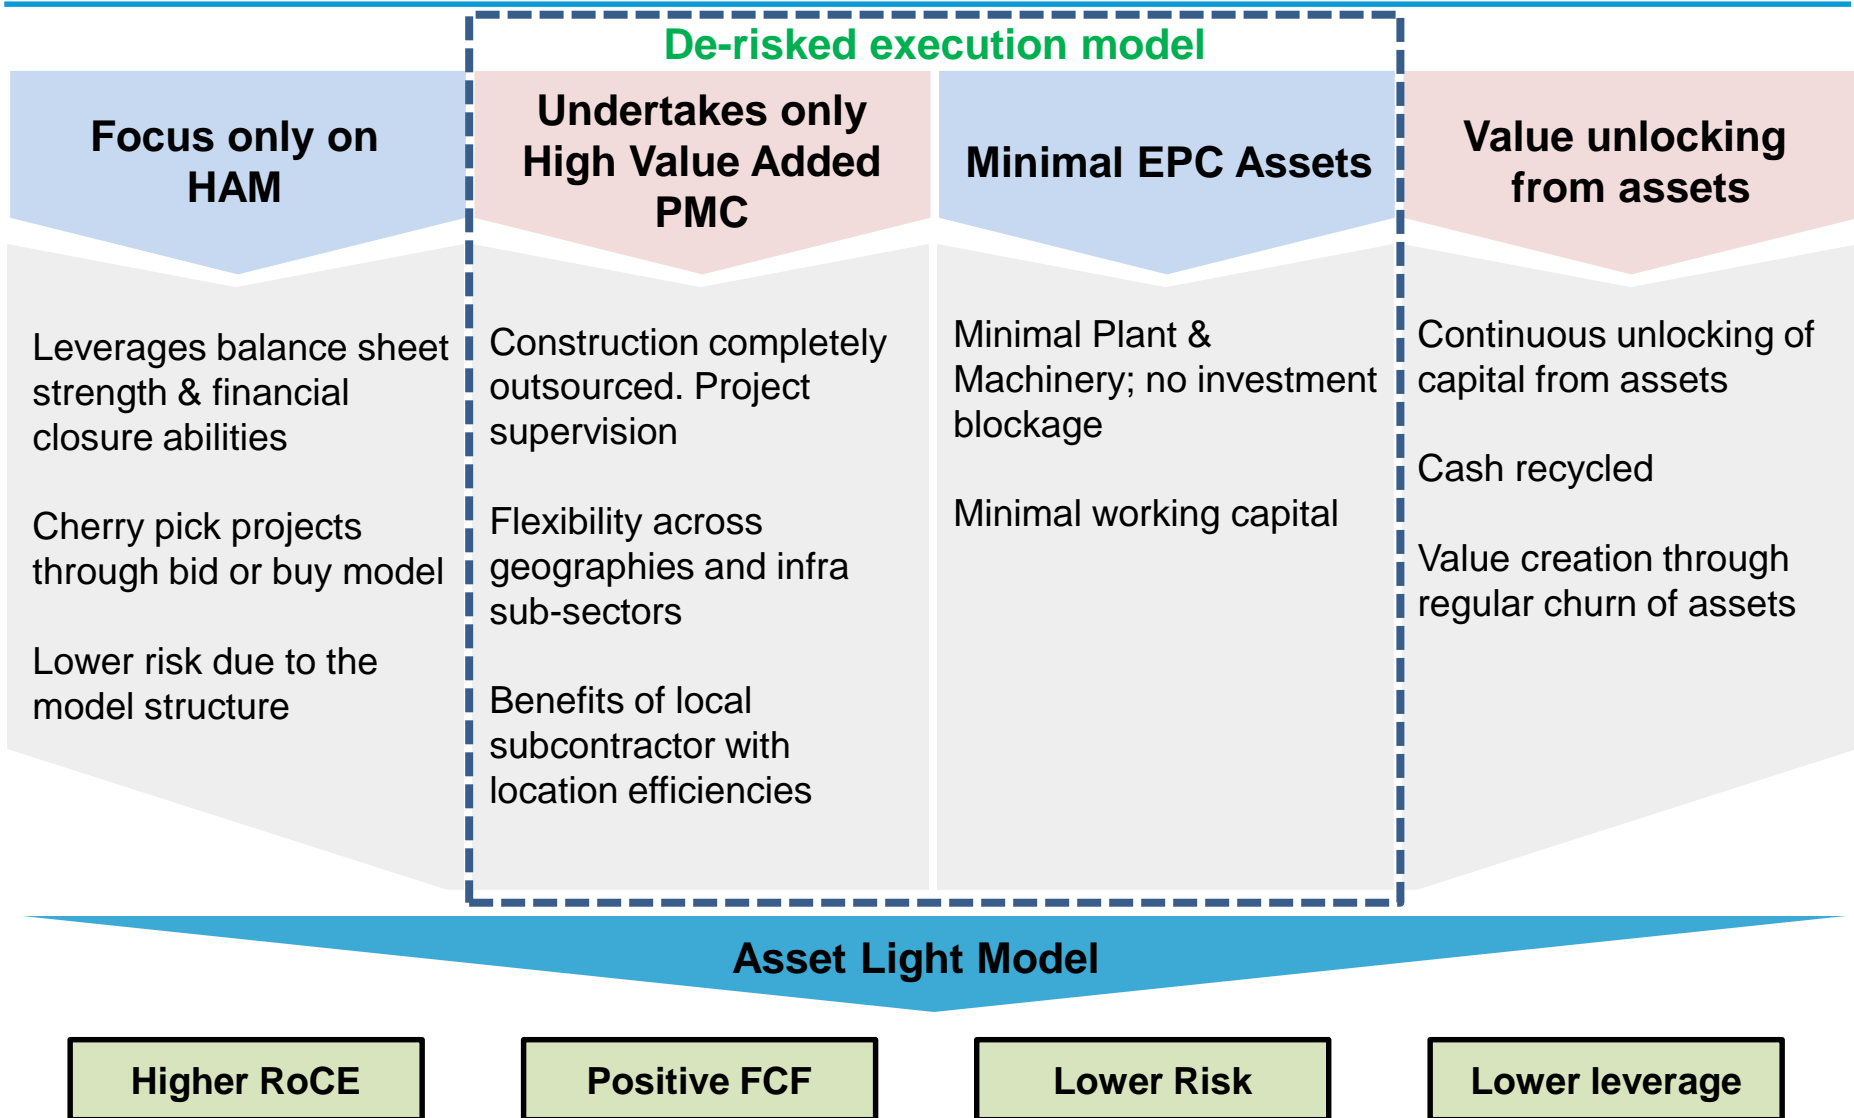 De-risked execution model
Focus only on
HAM
Undertakes only
High Value Added
PMC
Minimal EPC Assets
Value unlocking
from assets
Leverages balance sheet
strength & financial
closure abilities
Cherry pick projects
through bid or buy model
Lower risk due to the
model structure
Construction completely
outsourced. Project
supervision
Flexibility across
geographies and infra
sub-sectors
Benefits of local
subcontractor with
location efficiencies
Minimal Plant &
Machinery; no investment
blockage
Minimal working capital
Continuous unlocking of
capital from assets
Cash recycled
Value creation through
regular churn of assets
Asset Light Model
Higher RoCE
Positive FCF
Lower Risk
Lower leverage